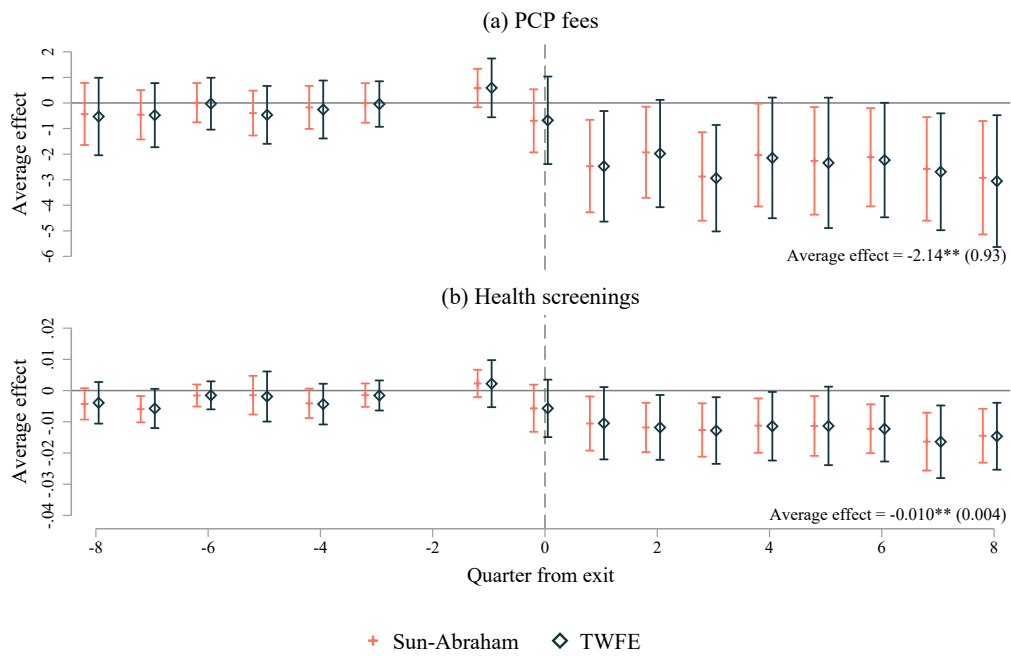 (a) PCP fees
Average effect
2
1
0
-1
-2
-3
-4
-5
-6
Average effect = -2.14** (0.93)
(b) Health screenings
Average effect
.02
.01
0
-.01
-.02
-.03
-.04
Average effect = -0.010** (0.004)
-8 -6 -4 -2 0 2 4 6 8
Quarter from exit
Sun-Abraham TWFE